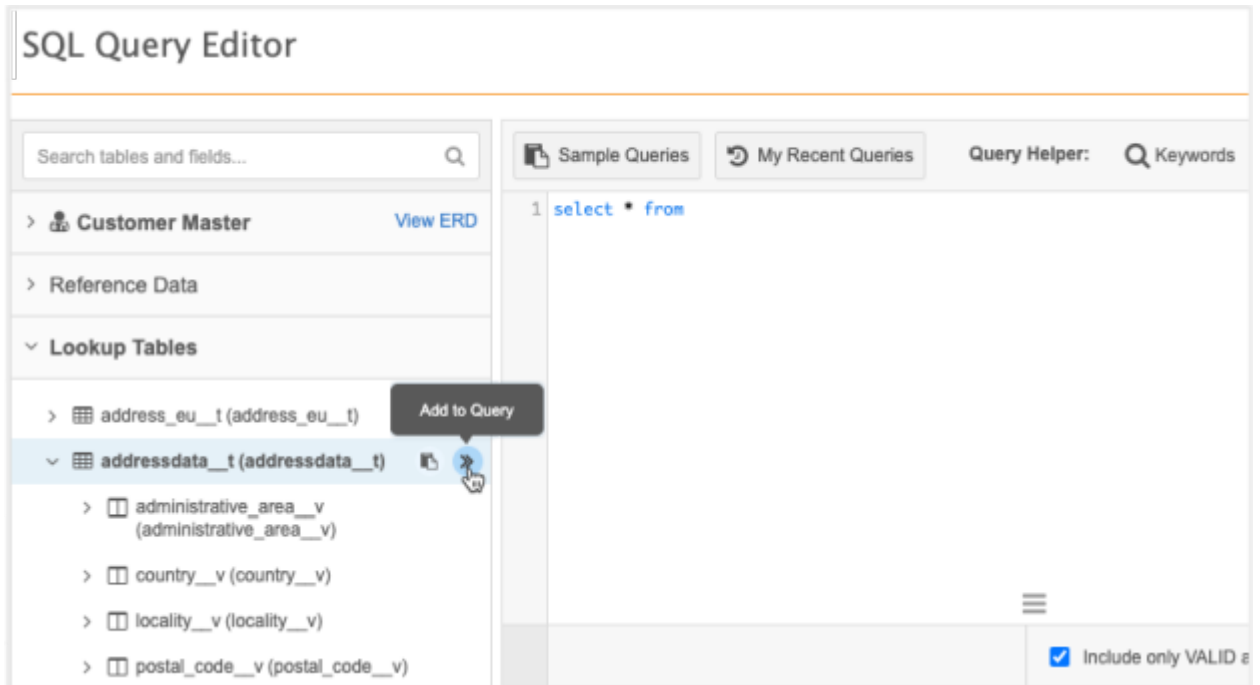 SQL Query Editor
Search tables and fields...
Customer Master View ERD
Reference Data
Lookup Tables
address_eu__t (address_eu__t)
Add to Query
addressdata__t (addressdata__t)
administrative_area__v
(administrative_area__v)
country__v (country__v)
locality__v (locality__v)
postal_code__v (postal_code__v)
Sample Queries My Recent Queries Query Helper: Keywords
1 select * from
Include only VALID a